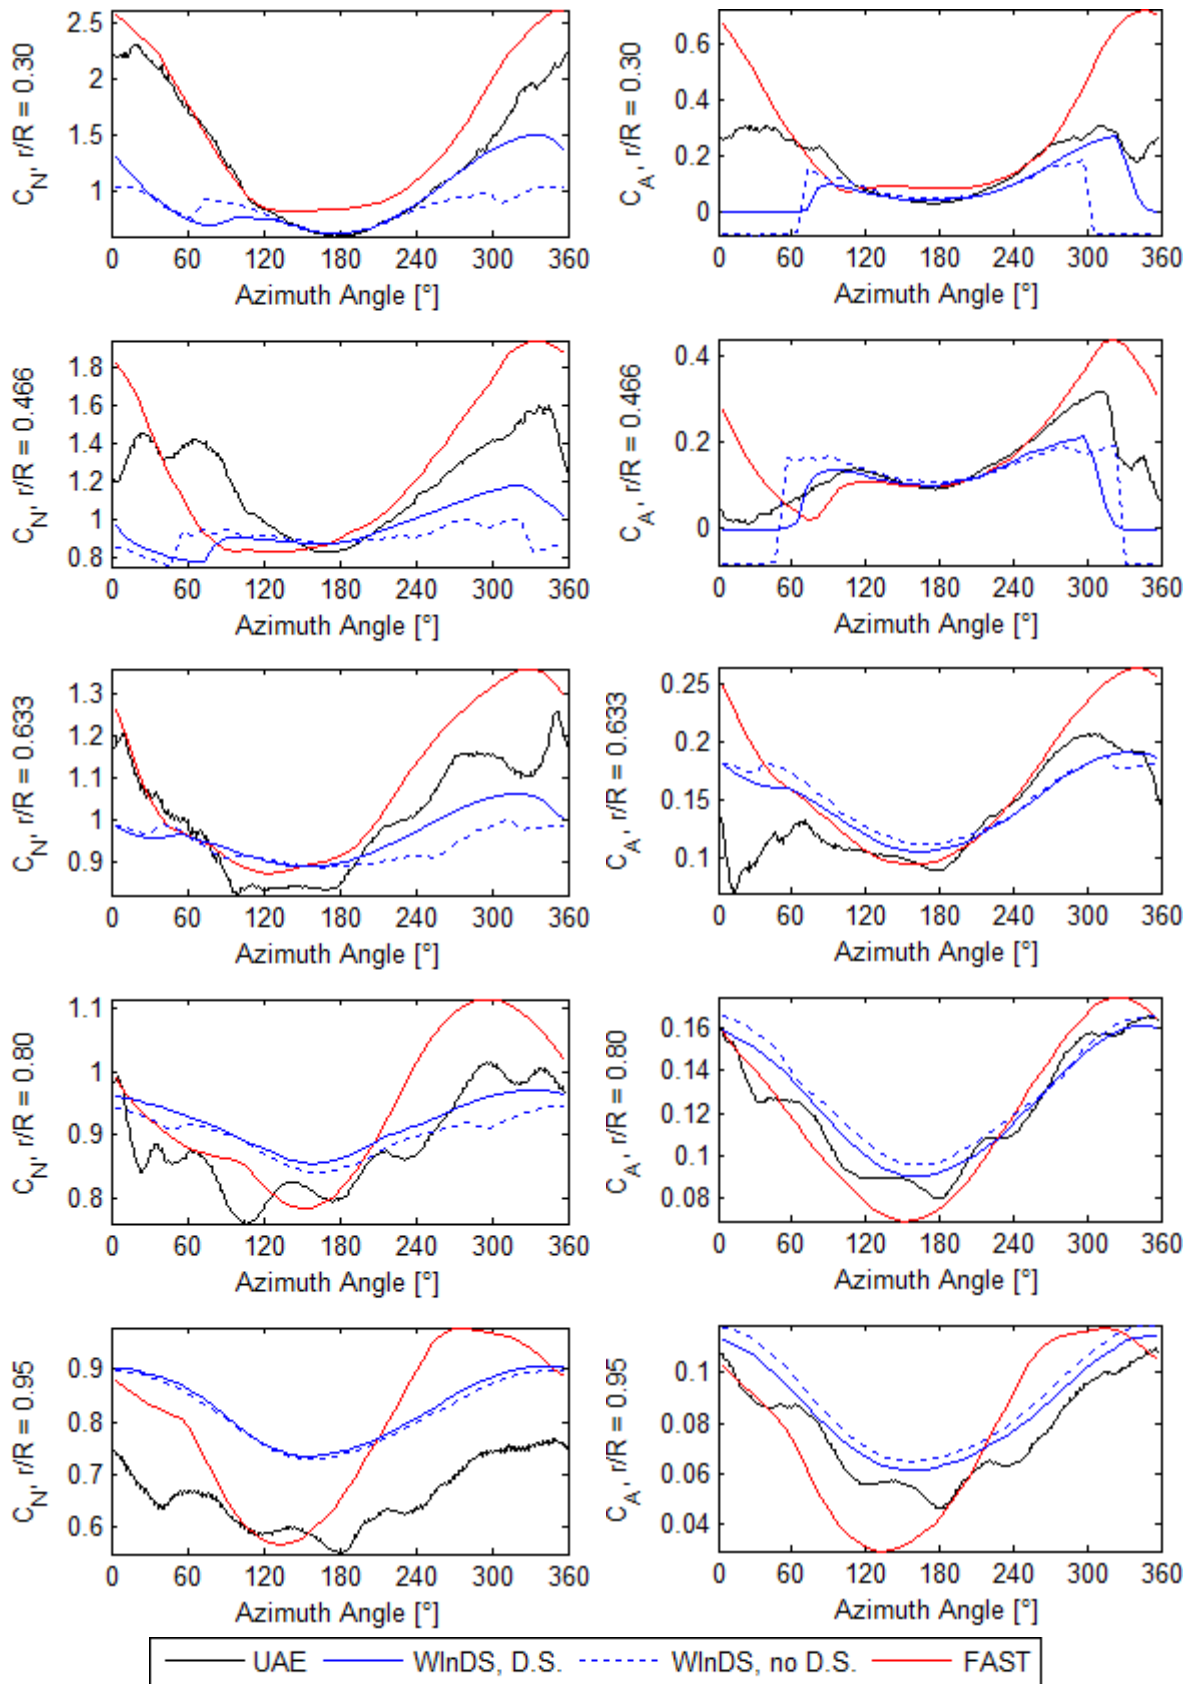 C_N, r/R = 0.30
2.5
2
1.5
1
0 60 120 180 240 300 360
Azimuth Angle [°]
C_A, r/R = 0.30
0.6
0.4
0.2
0
0 60 120 180 240 300 360
Azimuth Angle [°]
C_N, r/R = 0.466
1.8
1.6
1.4
1.2
1
0.8
0 60 120 180 240 300 360
Azimuth Angle [°]
C_A, r/R = 0.466
0.4
0.2
0
0 60 120 180 240 300 360
Azimuth Angle [°]
C_N, r/R = 0.633
1.3
1.2
1.1
1
0.9
0 60 120 180 240 300 360
Azimuth Angle [°]
C_A, r/R = 0.633
0.25
0.2
0.15
0.1
0 60 120 180 240 300 360
Azimuth Angle [°]
C_N, r/R = 0.80
1.1
1
0.9
0.8
0 60 120 180 240 300 360
Azimuth Angle [°]
C_A, r/R = 0.80
0.16
0.14
0.12
0.1
0.08
0 60 120 180 240 300 360
Azimuth Angle [°]
C_N, r/R = 0.95
0.9
0.8
0.7
0.6
0 60 120 180 240 300 360
Azimuth Angle [°]
C_A, r/R = 0.95
0.1
0.08
0.06
0.04
0 60 120 180 240 300 360
Azimuth Angle [°]
UAE WInDS, D.S. WInDS, no D.S. FAST